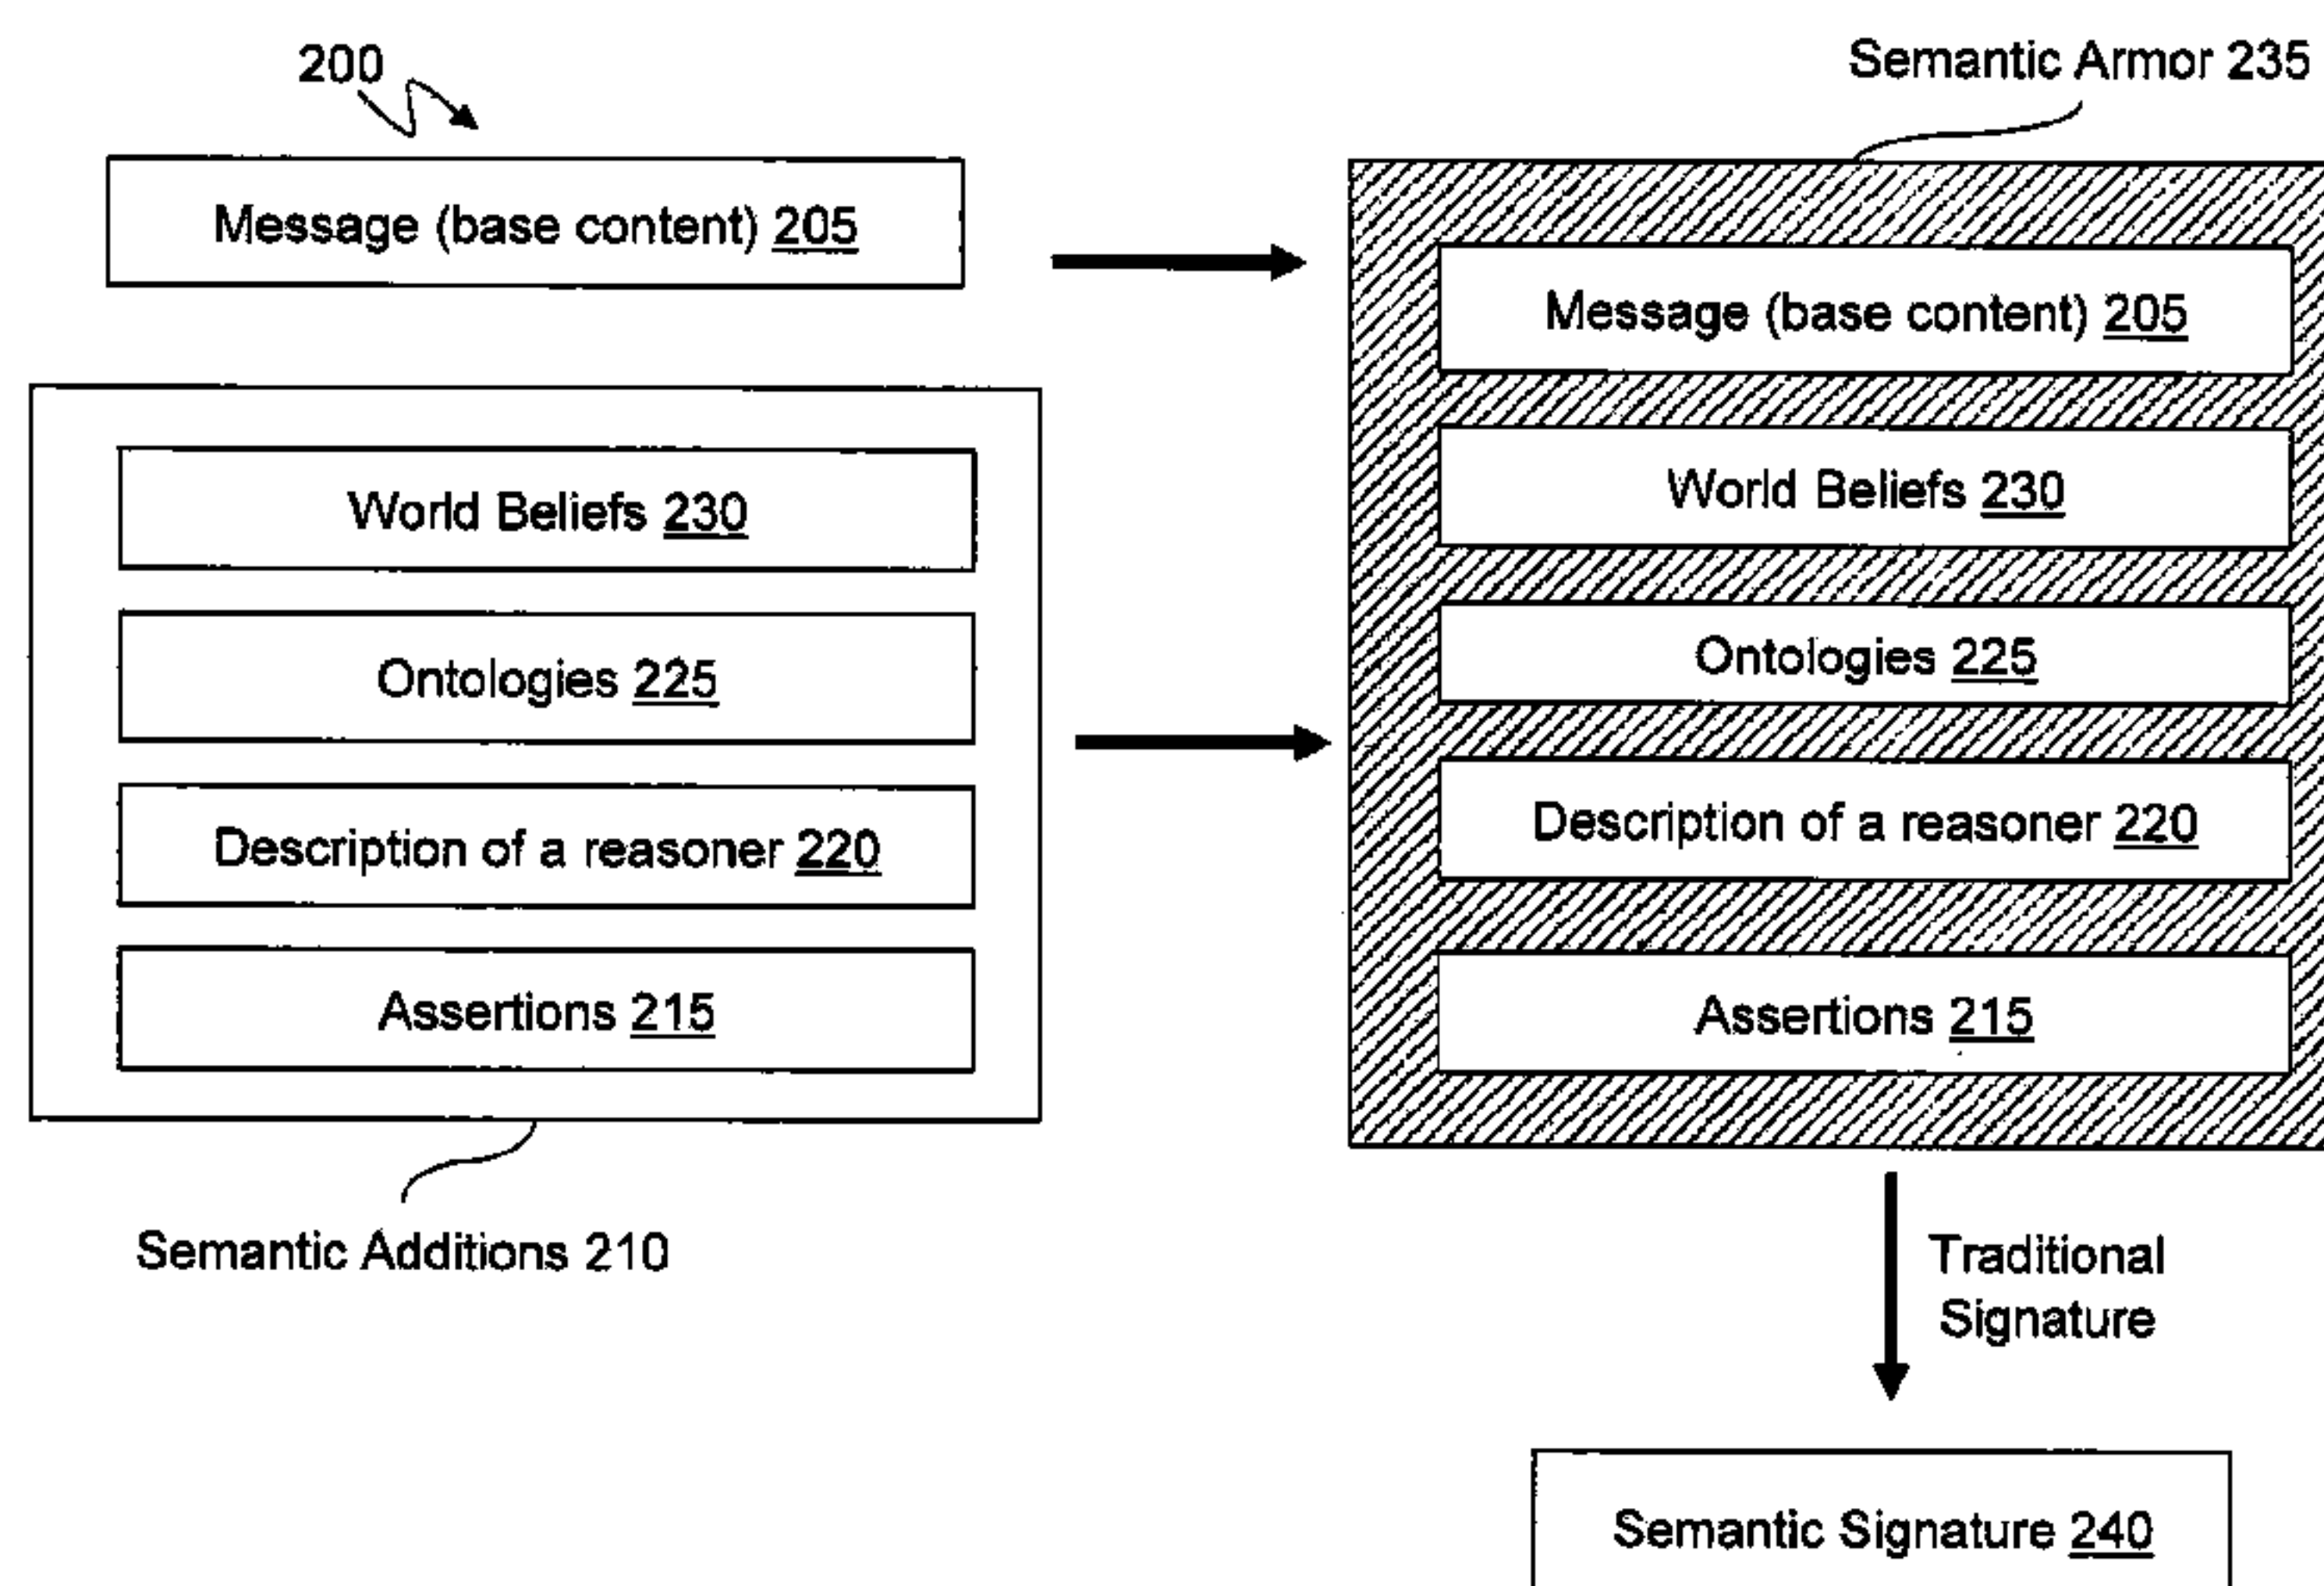 200
Message (base content) 205
World Beliefs 230
Ontologies 225
Description of a reasoner 220
Assertions 215
Semantic Additions 210
Semantic Armor 235
Message (base content) 205
World Beliefs 230
Ontologies 225
Description of a reasoner 220
Assertions 215
Traditional
Signature
Semantic Signature 240